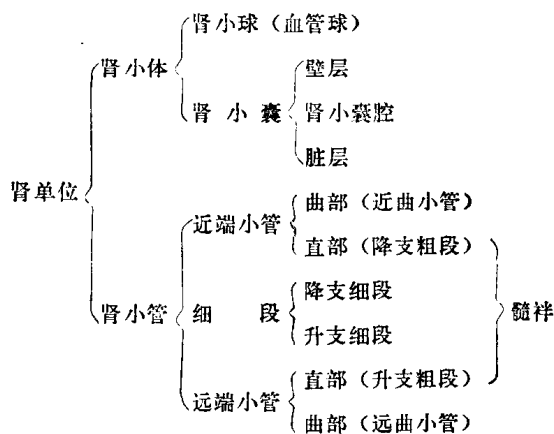 肾小球（血管球）
肾小体
壁层
肾小囊
肾小囊腔
脏层
肾单位
曲部（近曲小管）
近端小管
直部（降支粗段）
降支细段
肾小管
细段
髓袢
升支细段
直部（升支粗段）
远端小管
曲部（远曲小管）